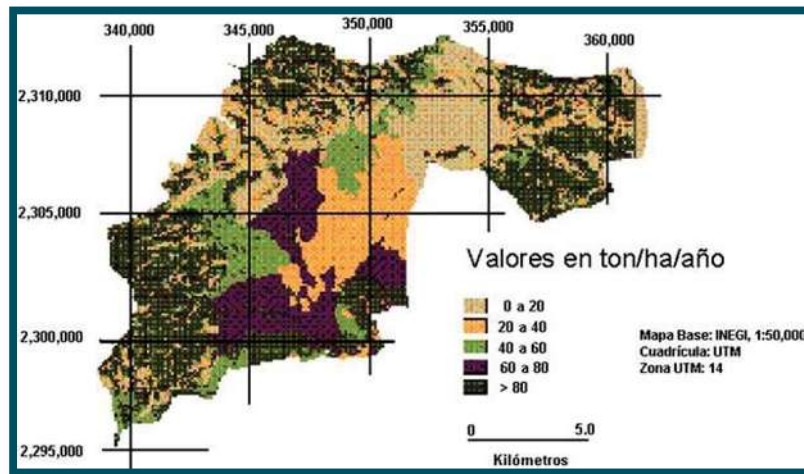 340,000
345,000
350,000
355,000
360,000
2,310,000
2,305,000
2,300,000
2,295,000
Valores en ton/ha/año
0 a 20
20 a 40
40 a 60
60 a 80
> 80
Mapa Base: INEGI, 1:50,000
Cuadrícula: UTM
Zona UTM: 14
0 5.0
Kilómetros